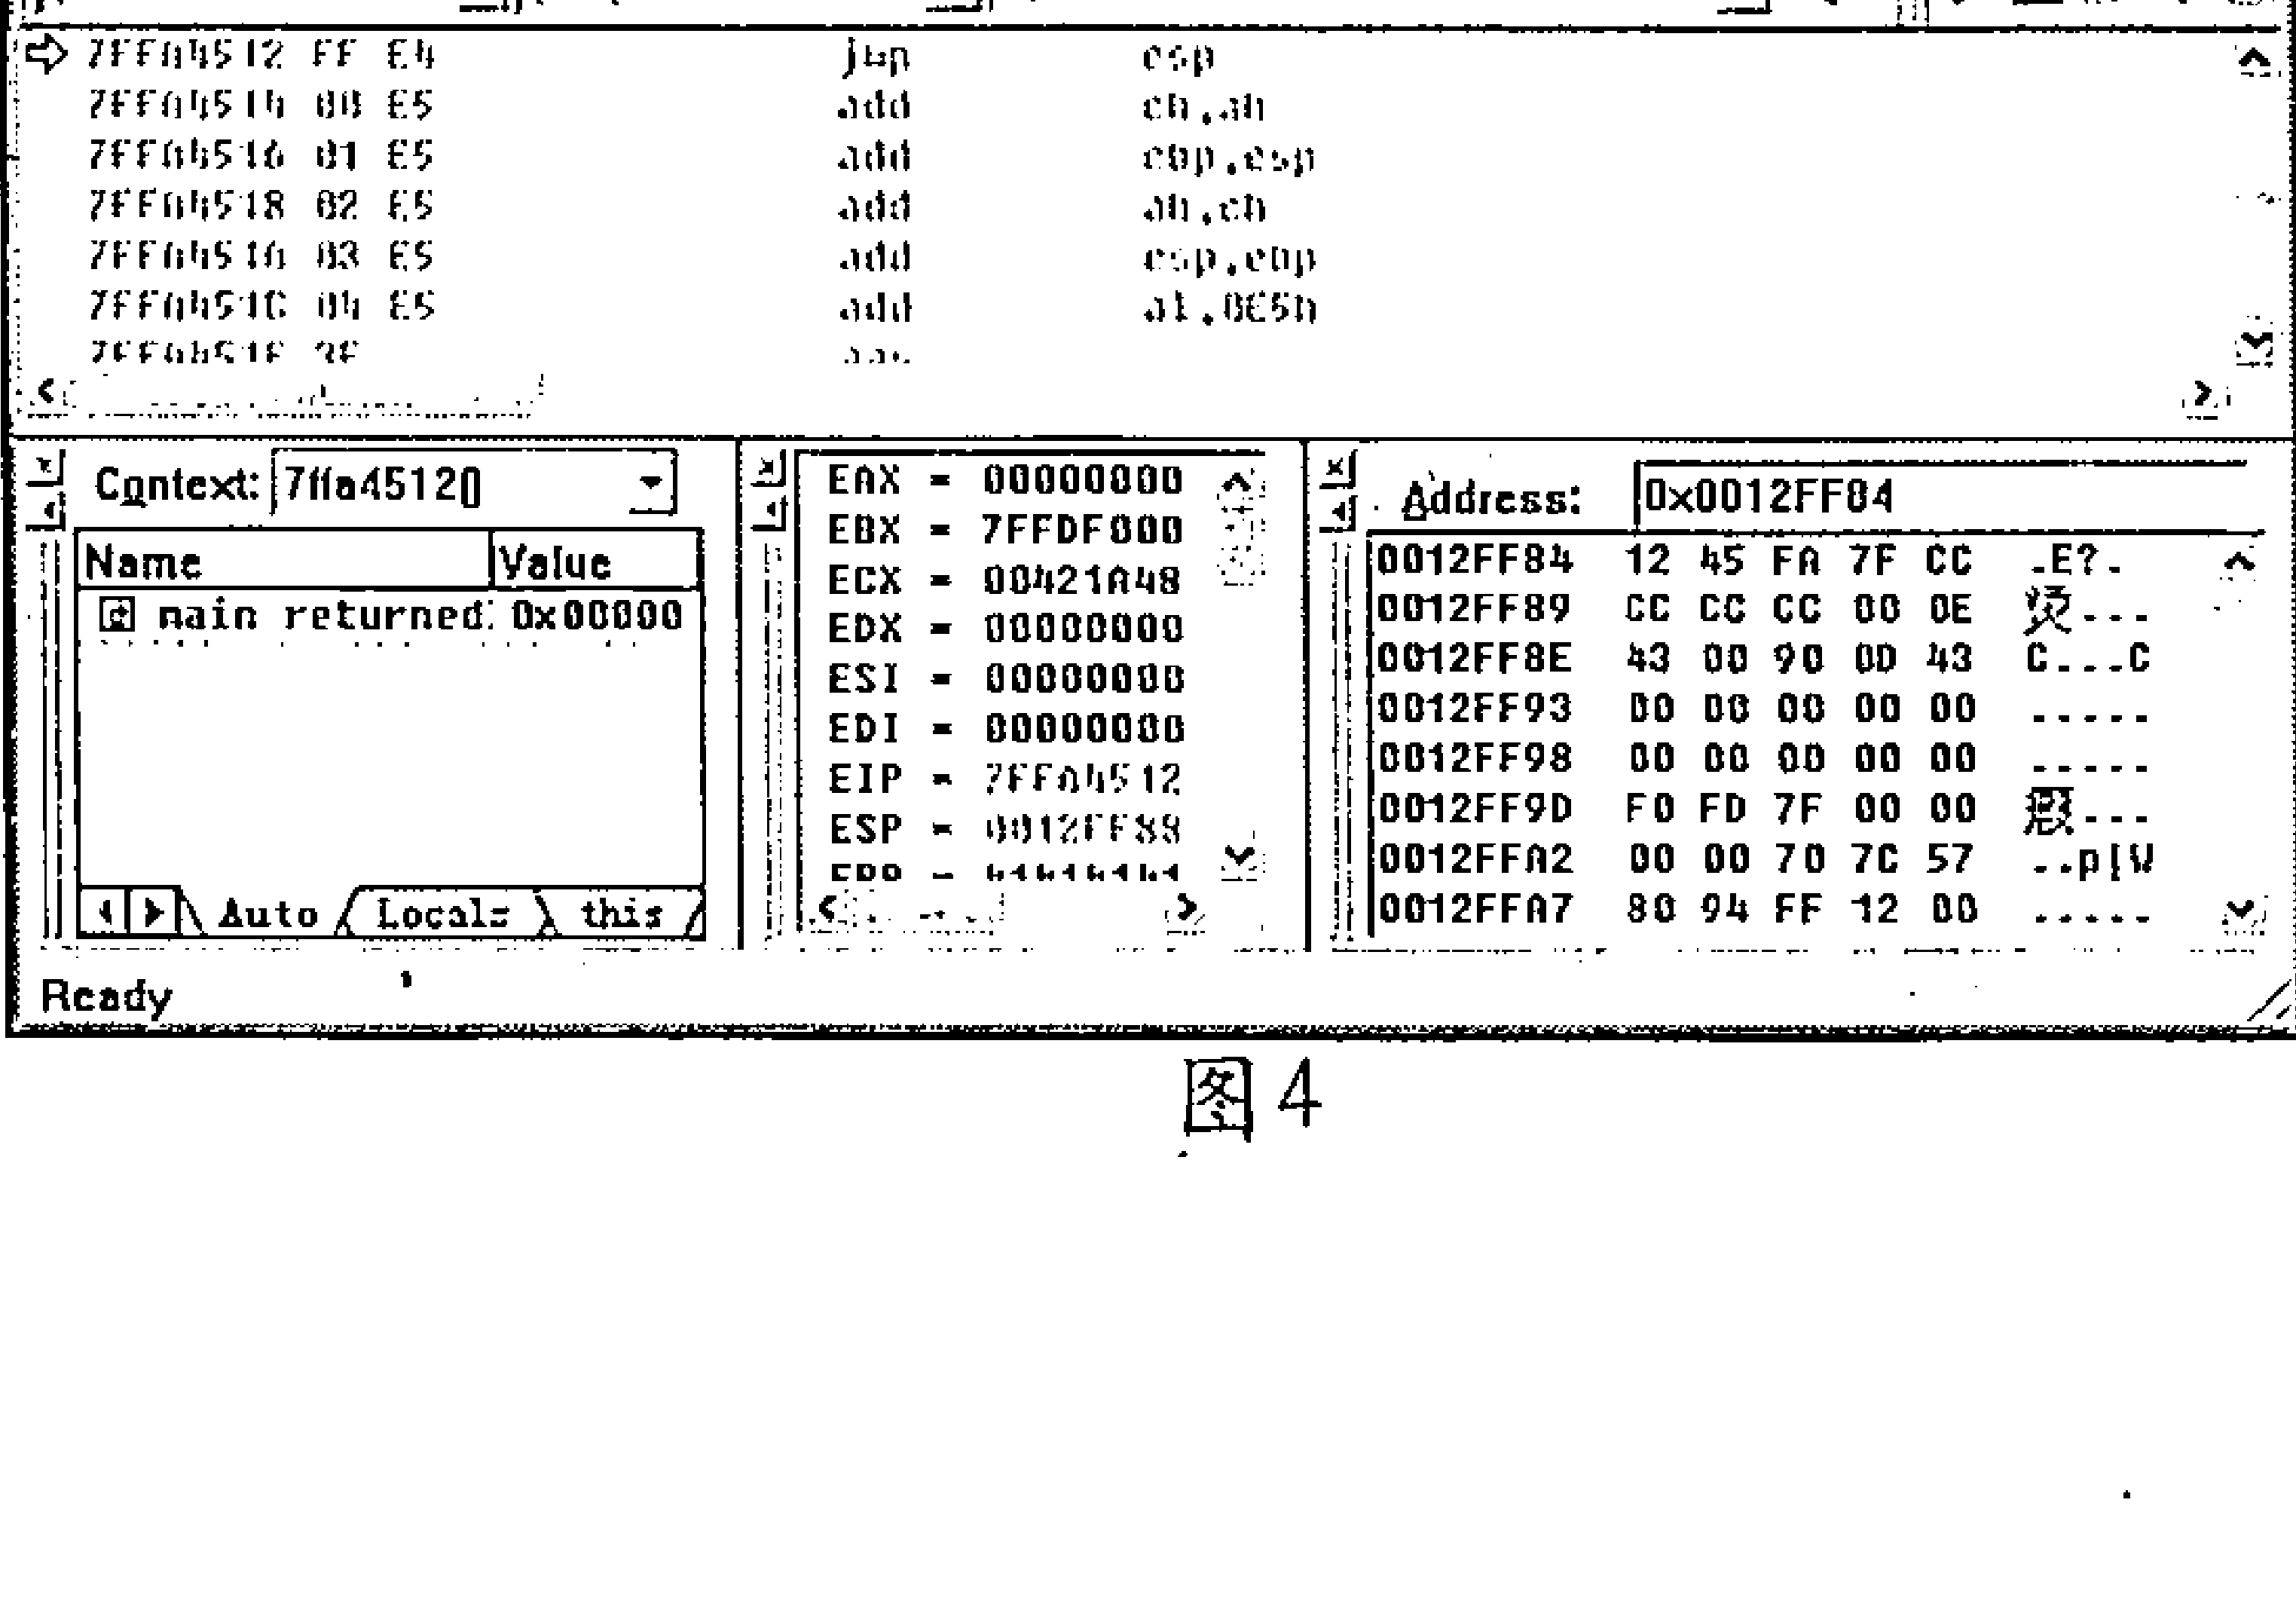 7FFA4512 FF E4 jmp esp
7FFA4514 00 E5 add ch,ah
7FFA4516 01 E5 add ebp,esp
7FFA4518 02 E5 add ah,ch
7FFA451A 03 E5 add esp,ebp
7FFA451C 04 E5 add al,0E5h
Context: 7ffa4512()
Name Value
main returned 0x00000
Auto Locals this
EAX = 00000000
EBX = 7FFDF000
ECX = 00421A48
EDX = 00000000
ESI = 00000000
EDI = 00000000
EIP = 7FFA4512
ESP = 0012FF88
Address: 0x0012FF84
0012FF84 12 45 FA 7F CC .E?.
0012FF89 CC CC CC 00 0E 烫...
0012FF8E 43 00 90 0D 43 C...C
0012FF93 00 00 00 00 00 .....
0012FF98 00 00 00 00 00 .....
0012FF9D F0 FD 7F 00 00 ...
0012FFA2 00 00 70 7C 57 ..p|W
0012FFA7 80 94 FF 12 00 .....
Ready
图4